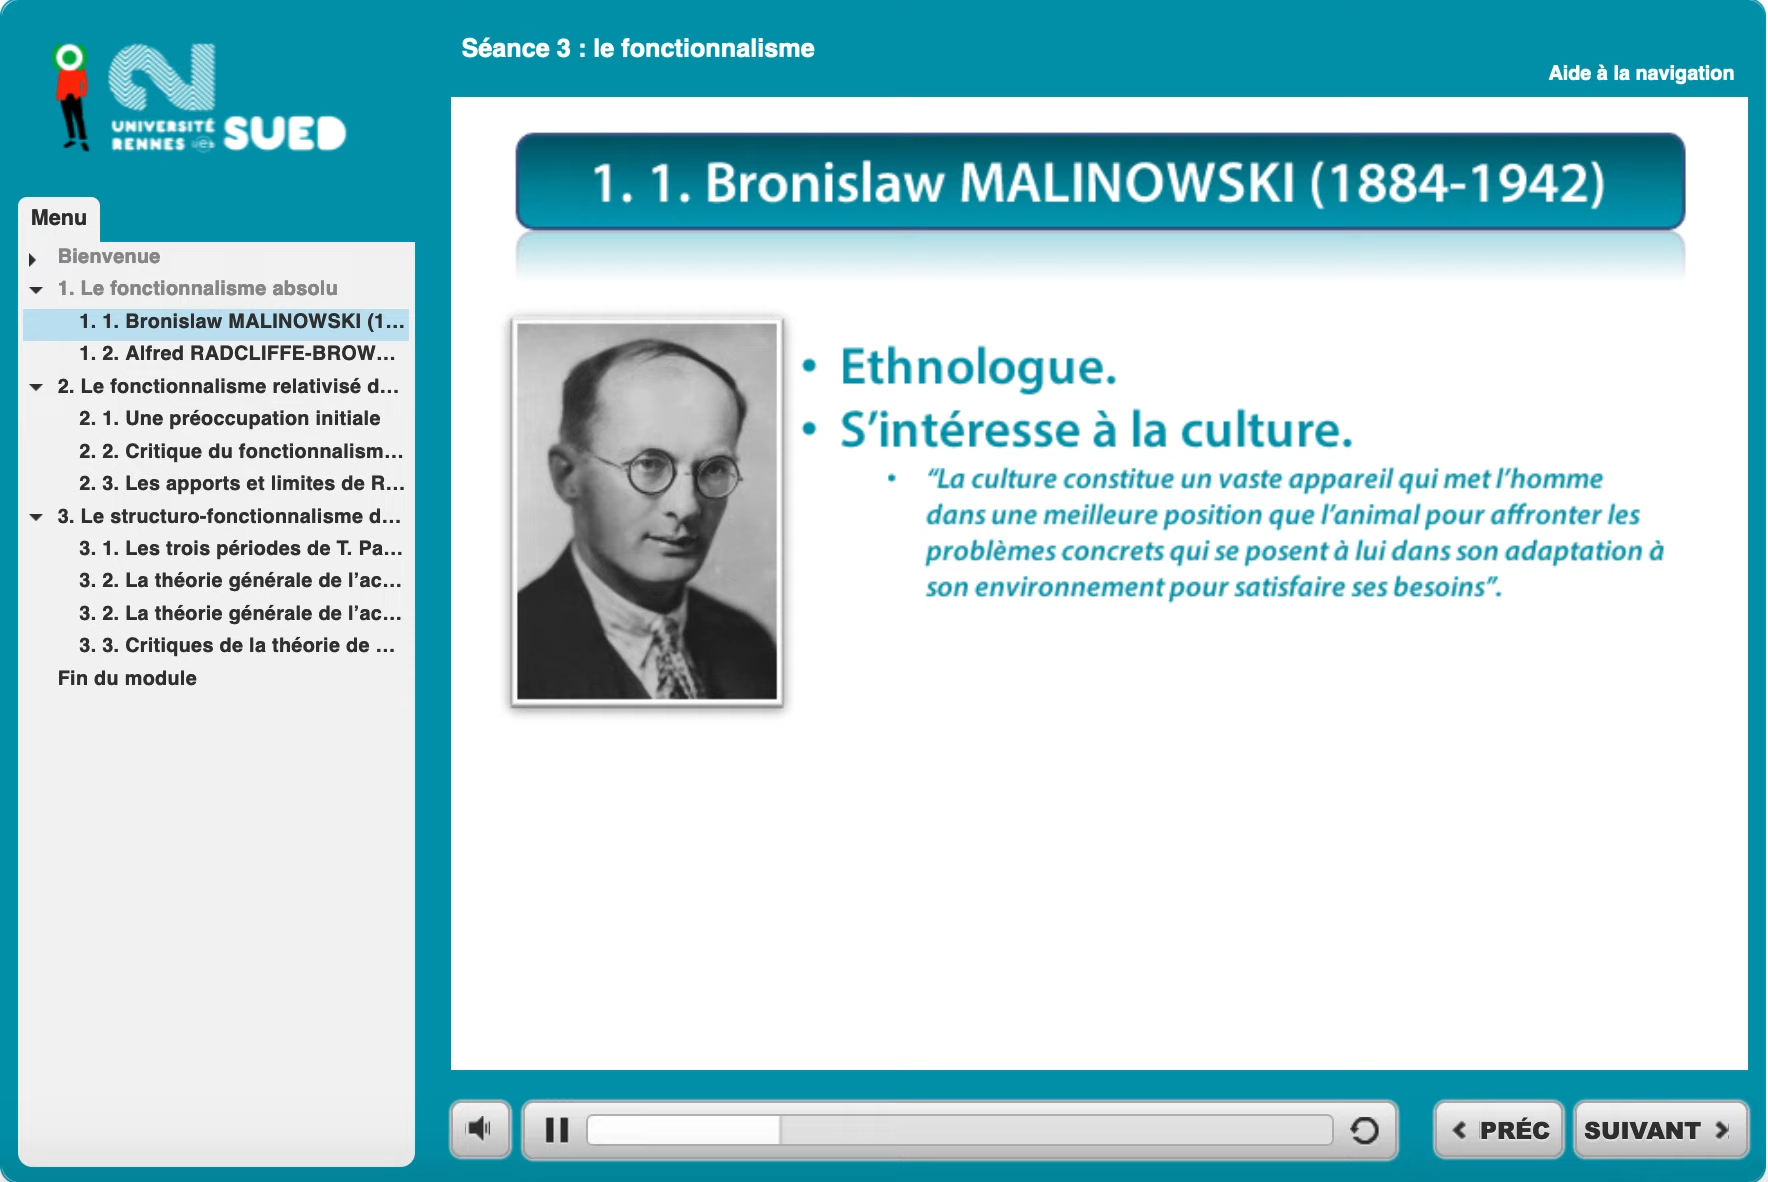 Séance 3 : le fonctionnalisme
Aide à la navigation
UNIVERSITÉ
RENNES
SUED
Menu
Bienvenue
1. Le fonctionnalisme absolu
1. 1. Bronislaw MALINOWSKI (1...
1. 2. Alfred RADCLIFFE-BROW...
2. Le fonctionnalisme relativisé d...
2. 1. Une préoccupation initiale
2. 2. Critique du fonctionnalism...
2. 3. Les apports et limites de R...
3. Le structuro-fonctionnalisme d...
3. 1. Les trois périodes de T. Pa...
3. 2. La théorie générale de l’ac...
3. 2. La théorie générale de l’ac...
3. 3. Critiques de la théorie de ...
Fin du module
1. 1. Bronislaw MALINOWSKI (1884-1942)
• Ethnologue.
• S’intéresse à la culture.
• “La culture constitue un vaste appareil qui met l’homme
dans une meilleure position que l’animal pour affronter les
problèmes concrets qui se posent à lui dans son adaptation à
son environnement pour satisfaire ses besoins”.
PRÉC
SUIVANT